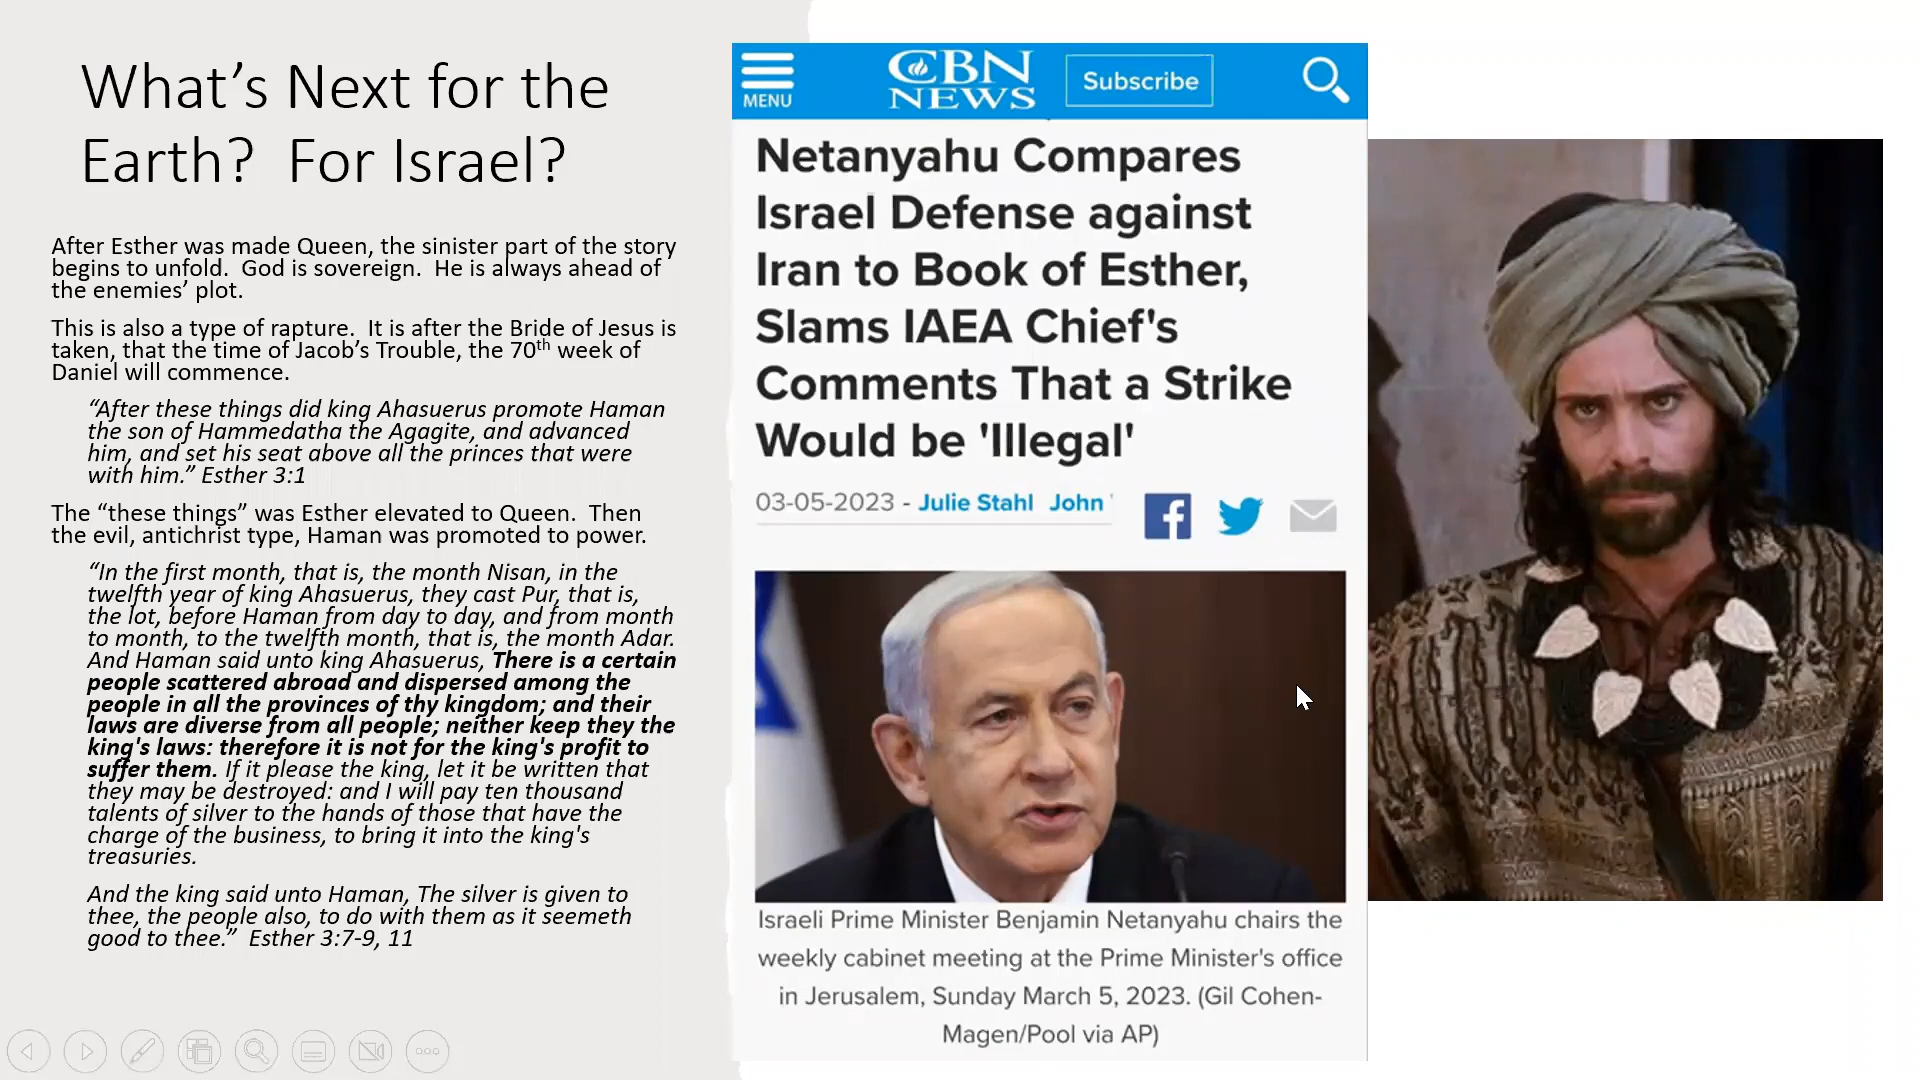 What’s Next for the
Earth?  For Israel?
After Esther was made Queen, the sinister part of the story
begins to unfold.  God is sovereign.  He is always ahead of
the enemies’ plot.
This is also a type of rapture.  It is after the Bride of Jesus is
taken, that the time of Jacob’s Trouble, the 70th week of
Daniel will commence.
“After these things did king Ahasuerus promote Haman
the son of Hammedatha the Agagite, and advanced
him, and set his seat above all the princes that were
with him.” Esther 3:1
The “these things” was Esther elevated to Queen.  Then
the evil, antichrist type, Haman was promoted to power.
“In the first month, that is, the month Nisan, in the
twelfth year of king Ahasuerus, they cast Pur, that is,
the lot, before Haman from day to day, and from month
to month, to the twelfth month, that is, the month Adar.
And Haman said unto king Ahasuerus, There is a certain
people scattered abroad and dispersed among the
people in all the provinces of thy kingdom; and their
laws are diverse from all people; neither keep they the
king's laws: therefore it is not for the king's profit to
suffer them. If it please the king, let it be written that
they may be destroyed: and I will pay ten thousand
talents of silver to the hands of those that have the
charge of the business, to bring it into the king's
treasuries.
And the king said unto Haman, The silver is given to
thee, the people also, to do with them as it seemeth
good to thee.”  Esther 3:7-9, 11
MENU
CBN
NEWS
Subscribe
Netanyahu Compares
Israel Defense against
Iran to Book of Esther,
Slams IAEA Chief's
Comments That a Strike
Would be 'Illegal'
03-05-2023 - Julie Stahl John
Israeli Prime Minister Benjamin Netanyahu chairs the
weekly cabinet meeting at the Prime Minister's office
in Jerusalem, Sunday March 5, 2023. (Gil Cohen-
Magen/Pool via AP)